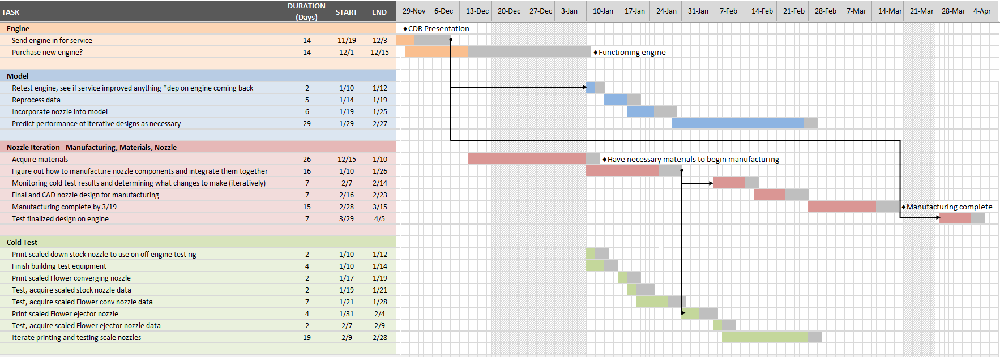 TASK DURATION (Days) START END 29-Nov 6-Dec 13-Dec 20-Dec 27-Dec 3-Jan 10-Jan 17-Jan 24-Jan 31-Jan 7-Feb 14-Feb 21-Feb 28-Feb 7-Mar 14-Mar 21-Mar 28-Mar 4-Apr
Engine ♦CDR Presentation
Send engine in for service 14 11/19 12/3
Purchase new engine? 14 12/1 12/15 ♦Functioning engine
Model
Retest engine, see if service improved anything *dep on engine coming back 2 1/10 1/12
Reprocess data 5 1/14 1/19
Incorporate nozzle into model 6 1/19 1/25
Predict performance of iterative designs as necessary 29 1/29 2/27
Nozzle Iteration - Manufacturing, Materials, Nozzle
Acquire materials 26 12/15 1/10 ♦Have necessary materials to begin manufacturing
Figure out how to manufacture nozzle components and integrate them together 16 1/10 1/26
Monitoring cold test results and determining what changes to make (iteratively) 7 2/7 2/14
Final and CAD nozzle design for manufacturing 7 2/16 2/23
Manufacturing complete by 3/19 15 2/28 3/15 ♦Manufacturing complete
Test finalized design on engine 7 3/29 4/5
Cold Test
Print scaled down stock nozzle to use on off engine test rig 2 1/10 1/12
Finish building test equipment 4 1/10 1/14
Print scaled Flower converging nozzle 2 1/17 1/19
Test, acquire scaled stock nozzle data 2 1/19 1/21
Test, acquire scaled Flower conv nozzle data 7 1/21 1/28
Print scaled Flower ejector nozzle 4 1/31 2/4
Test, acquire scaled Flower ejector nozzle data 2 2/7 2/9
Iterate printing and testing scale nozzles 19 2/9 2/28